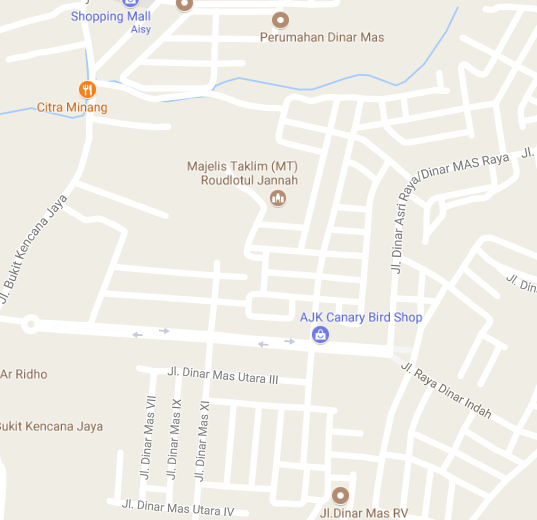 Shopping Mall
Aisy
Perumahan Dinar Mas
Citra Minang
Majelis Taklim (MT)
Roudlotul Jannah
Jl. Dinar Asri Raya/Dinar MAS Raya
Jl.
Jl. Bukit Kencana Jaya
Jl. Din
AJK Canary Bird Shop
Ar Ridho
Jl. Dinar Mas Utara III
Jl. Raya Dinar Indah
Bukit Kencana Jaya
Jl. Dinar Mas VII
Jl. Dinar Mas IX
Jl. Dinar Mas XI
Jl. Dinar Mas Utara IV
Jl.Dinar Mas RV